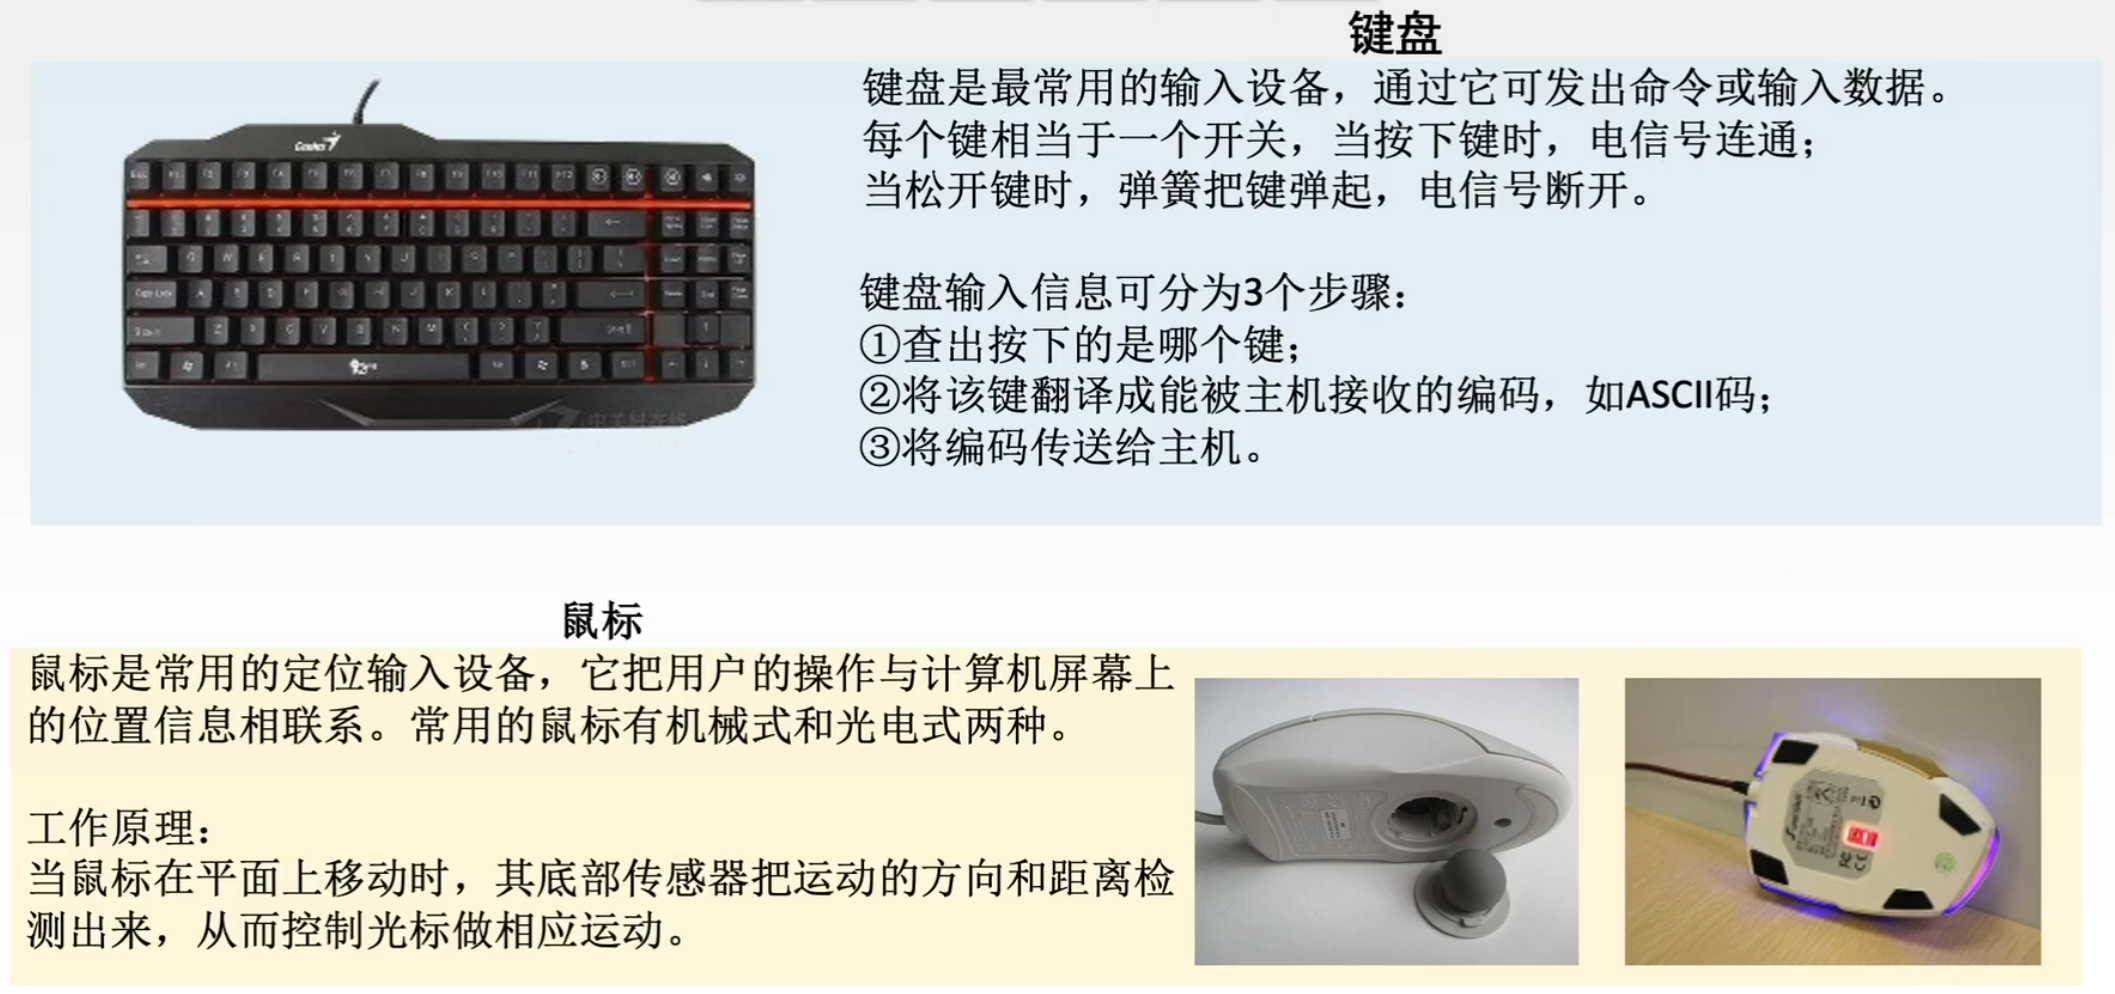 键盘
键盘是最常用的输入设备，通过它可发出命令或输入数据。
每个键相当于一个开关，当按下键时，电信号连通；
当松开键时，弹簧把键弹起，电信号断开。
键盘输入信息可分为3个步骤：
①查出按下的是哪个键；
②将该键翻译成能被主机接收的编码，如ASCII码；
③将编码传送给主机。
鼠标
鼠标是常用的定位输入设备，它把用户的操作与计算机屏幕上
的位置信息相联系。常用的鼠标有机械式和光电式两种。
工作原理：
当鼠标在平面上移动时，其底部传感器把运动的方向和距离检
测出来，从而控制光标做相应运动。